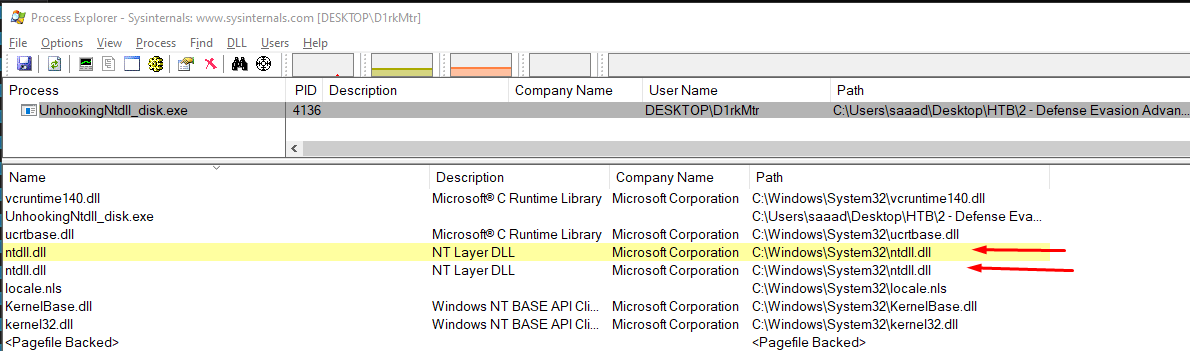 Process Explorer - Sysinternals: www.sysinternals.com [DESKTOP\D1rkMtr]
File Options View Process Find DLL Users Help
Process PID Description Company Name User Name Path
UnhookingNtdll_disk.exe 4136 DESKTOP\D1rkMtr C:\Users\saaad\Desktop\HTB\2 - Defense Evasion Advan...
Name Description Company Name Path
vcruntime140.dll Microsoft® C Runtime Library Microsoft Corporation C:\Windows\System32\vcruntime140.dll
UnhookingNtdll_disk.exe C:\Users\saaad\Desktop\HTB\2 - Defense Eva...
ucrtbase.dll Microsoft® C Runtime Library Microsoft Corporation C:\Windows\System32\ucrtbase.dll
ntdll.dll NT Layer DLL Microsoft Corporation C:\Windows\System32\ntdll.dll
ntdll.dll NT Layer DLL Microsoft Corporation C:\Windows\System32\ntdll.dll
locale.nls C:\Windows\System32\locale.nls
KernelBase.dll Windows NT BASE API Cli... Microsoft Corporation C:\Windows\System32\KernelBase.dll
kernel32.dll Windows NT BASE API Cli... Microsoft Corporation C:\Windows\System32\kernel32.dll
<Pagefile Backed> <Pagefile Backed>